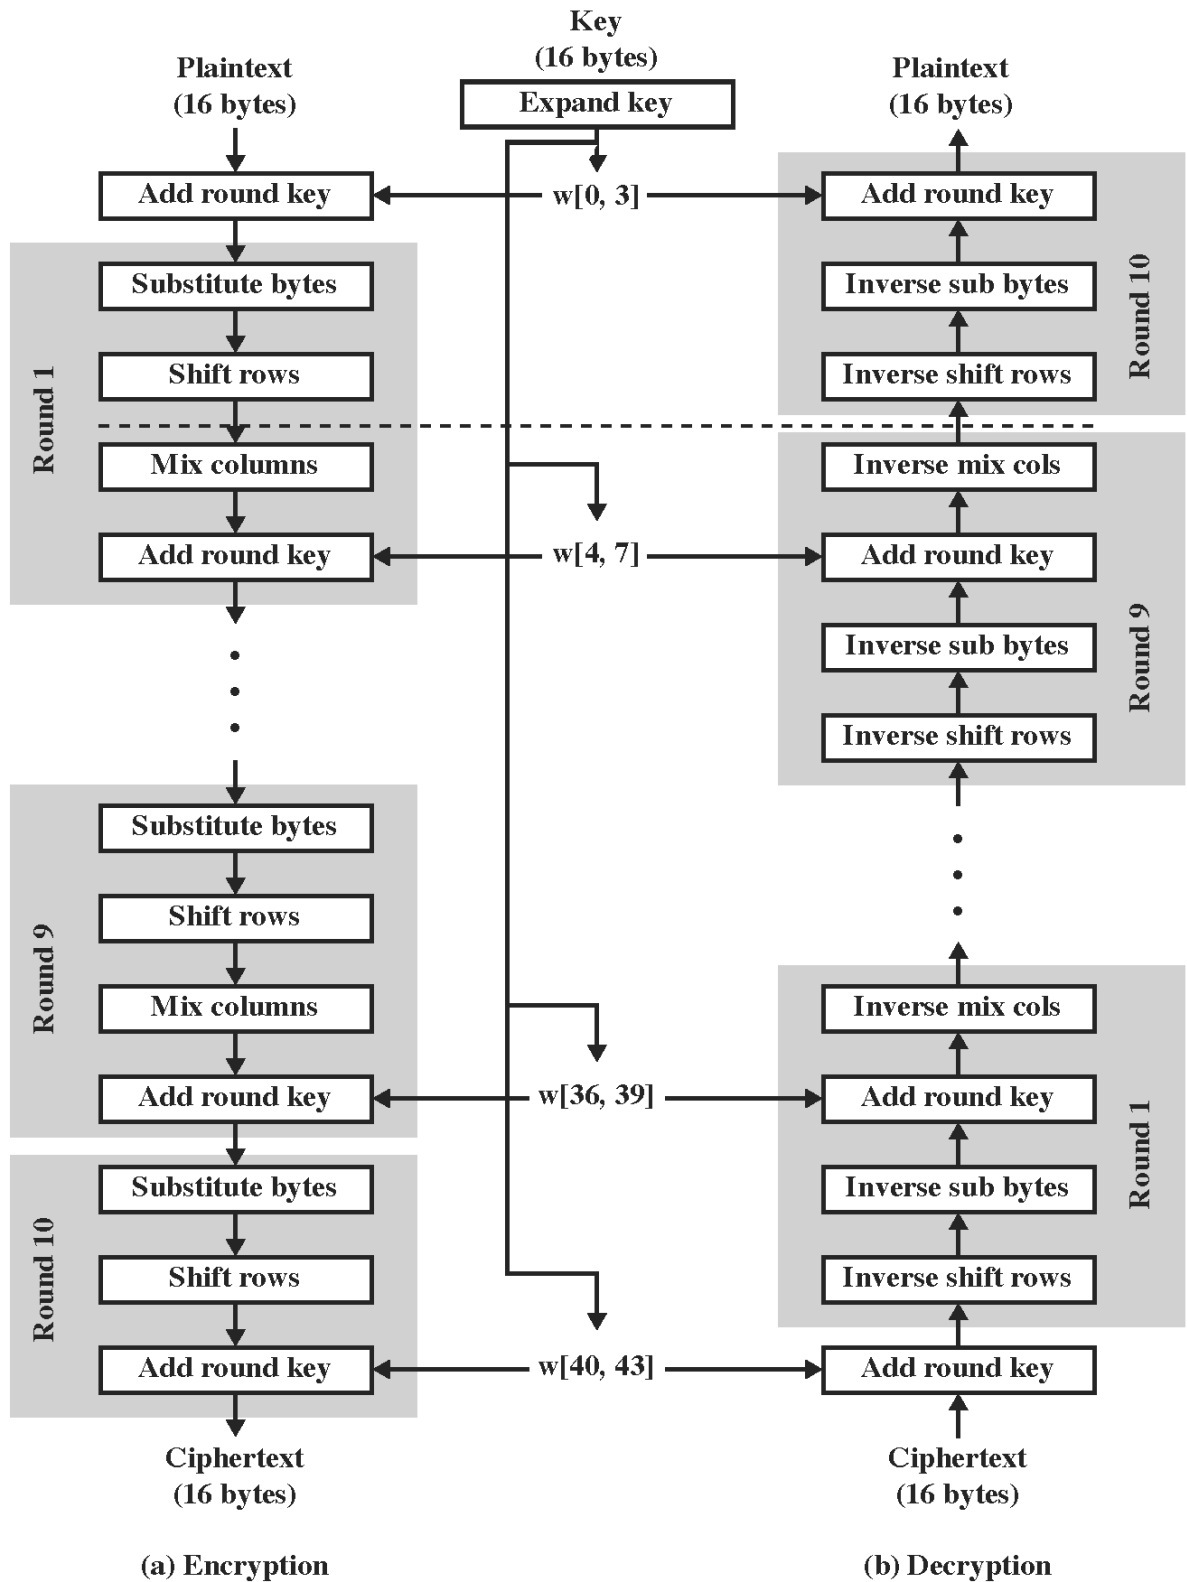 Key
(16 bytes)
Expand key
Plaintext
(16 bytes)
Add round key
Substitute bytes
Shift rows
Mix columns
Add round key
Round 1
Substitute bytes
Shift rows
Mix columns
Add round key
Round 9
Substitute bytes
Shift rows
Add round key
Round 10
Ciphertext
(16 bytes)
(a) Encryption
w[0, 3]
w[4, 7]
w[36, 39]
w[40, 43]
Plaintext
(16 bytes)
Add round key
Inverse sub bytes
Inverse shift rows
Round 10
Inverse mix cols
Add round key
Inverse sub bytes
Inverse shift rows
Round 9
Inverse mix cols
Add round key
Inverse sub bytes
Inverse shift rows
Round 1
Add round key
Ciphertext
(16 bytes)
(b) Decryption